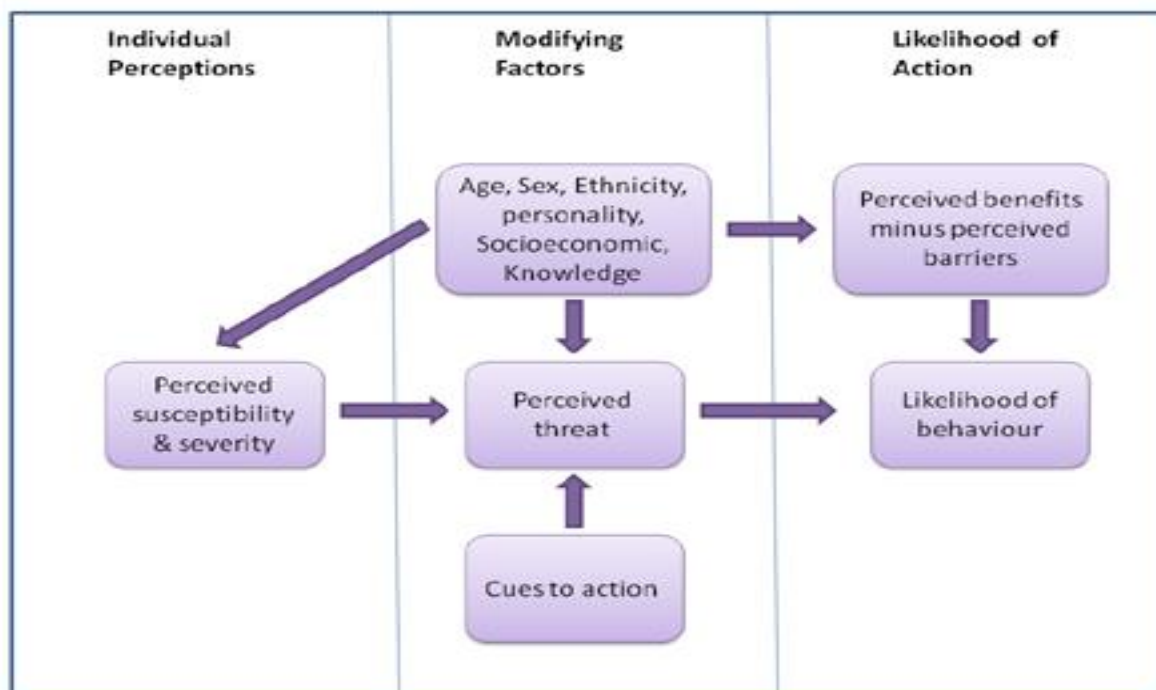 Individual
Perceptions
Modifying
Factors
Likelihood of
Action
Age, Sex, Ethnicity,
personality,
Socioeconomic,
Knowledge
Perceived benefits
minus perceived
barriers
Perceived
susceptibility
& severity
Perceived
threat
Likelihood of
behaviour
Cues to action